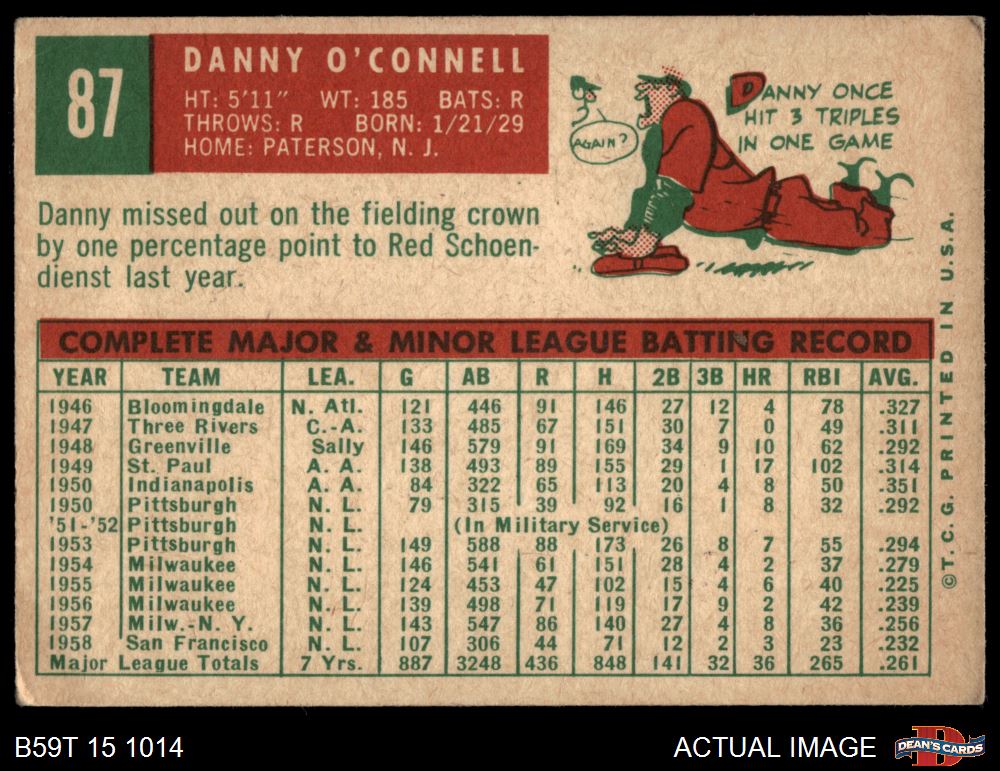 87
DANNY O'CONNELL
HT: 5'11" WT: 185 BATS: R
THROWS: R BORN: 1/21/29
HOME: PATERSON, N. J.
AGAIN?
DANNY ONCE
HIT 3 TRIPLES
IN ONE GAME
Danny missed out on the fielding crown
by one percentage point to Red Schoen-
dienst last year.
COMPLETE MAJOR & MINOR LEAGUE BATTING RECORD
YEAR TEAM LEA. G AB R H 2B 3B HR RBI AVG.
1946 Bloomingdale N. Atl. 121 446 91 146 27 12 4 78 .327
1947 Three Rivers C.-A. 133 485 67 151 30 7 0 49 .311
1948 Greenville Sally 146 579 91 169 34 9 10 62 .292
1949 St. Paul A. A. 138 493 89 155 29 1 17 102 .314
1950 Indianapolis A. A. 84 322 65 113 20 4 8 50 .351
1950 Pittsburgh N. L. 79 315 39 92 16 1 8 32 .292
'51-'52 Pittsburgh N. L. (In Military Service)
1953 Pittsburgh N. L. 149 588 88 173 26 8 7 55 .294
1954 Milwaukee N. L. 146 541 61 151 28 4 2 37 .279
1955 Milwaukee N. L. 124 453 47 102 15 4 6 40 .225
1956 Milwaukee N. L. 139 498 71 119 17 9 2 42 .239
1957 Milw.-N. Y. N. L. 143 547 86 140 27 4 8 36 .256
1958 San Francisco N. L. 107 306 44 71 12 2 3 23 .232
Major League Totals 7 Yrs. 887 3248 436 848 141 32 36 265 .261
©T.C.G. PRINTED IN U.S.A.
B59T 15 1014
ACTUAL IMAGE
DEAN'S CARDS